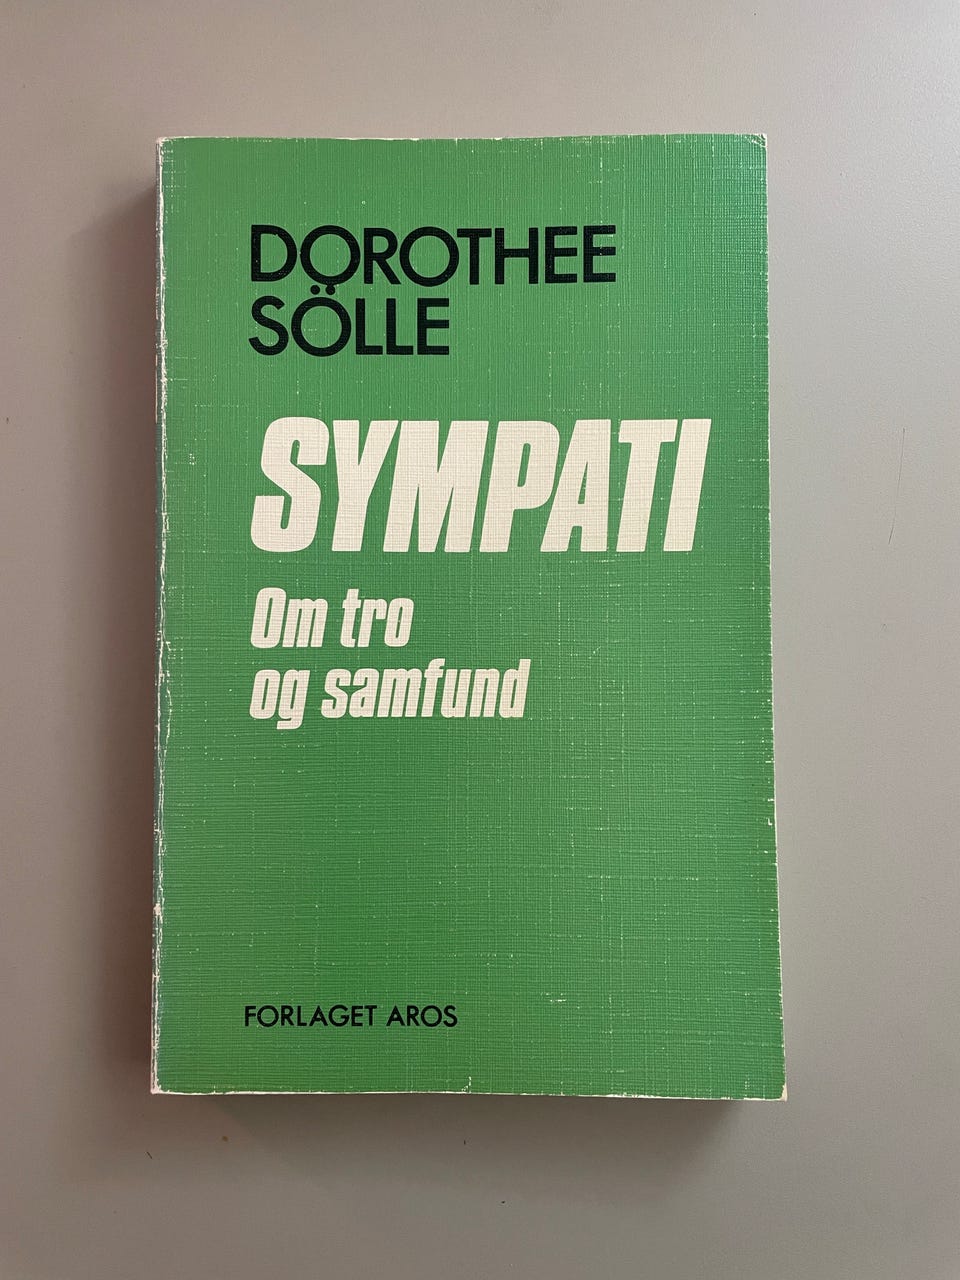 DOROTHEE
SÖLLE
SYMPATI
Om tro
og samfund
FORLAGET AROS